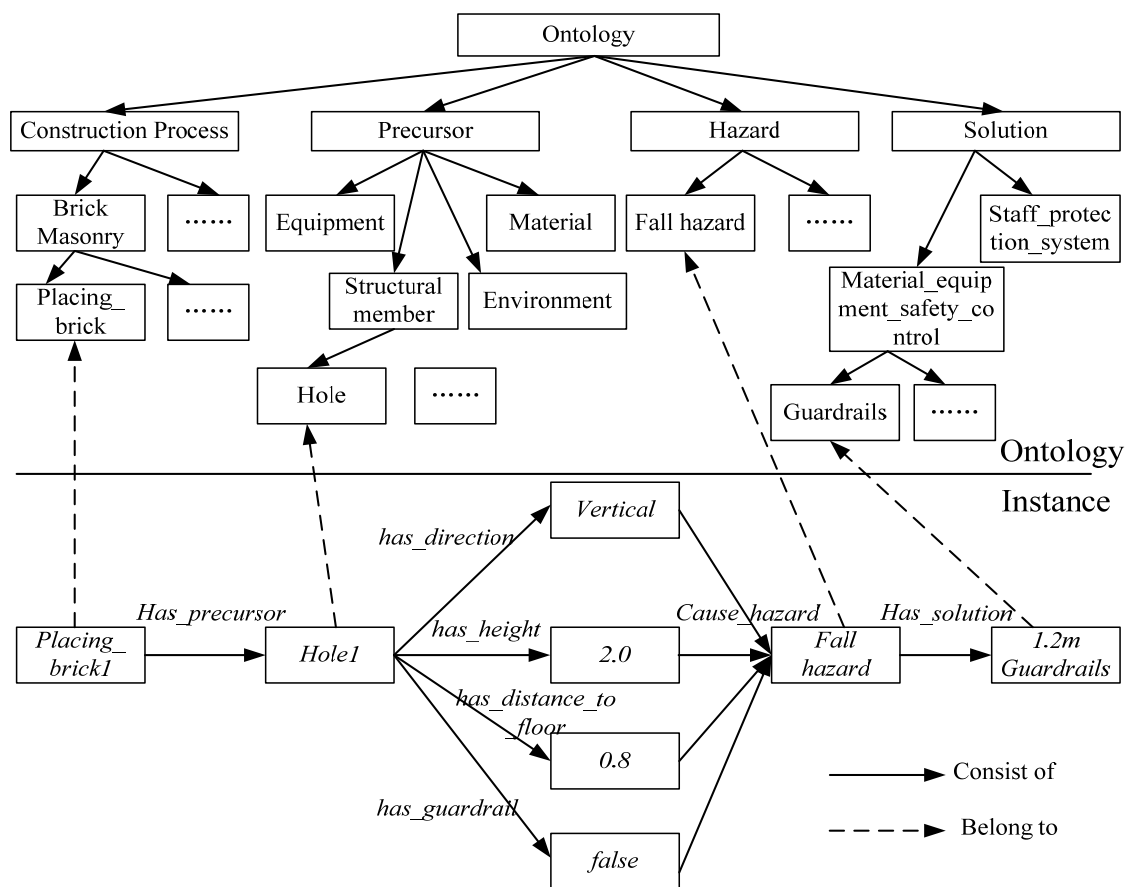 Ontology
Construction Process
Precursor
Hazard
Solution
Brick
Masonry
……
Equipment
Material
Fall hazard
……
Staff_protec
tion_system
Placing_
brick
……
Structural
member
Environment
Material_equip
ment_safety_co
ntrol
Hole
……
Guardrails
……
Ontology
Instance
Vertical
has_direction
Has_precursor
has_height
Cause_hazard
Has_solution
Placing_
brick1
Hole1
2.0
Fall
hazard
1.2m
Guardrails
has_distance_to
_floor
0.8
Consist of
has_guardrail
Belong to
false